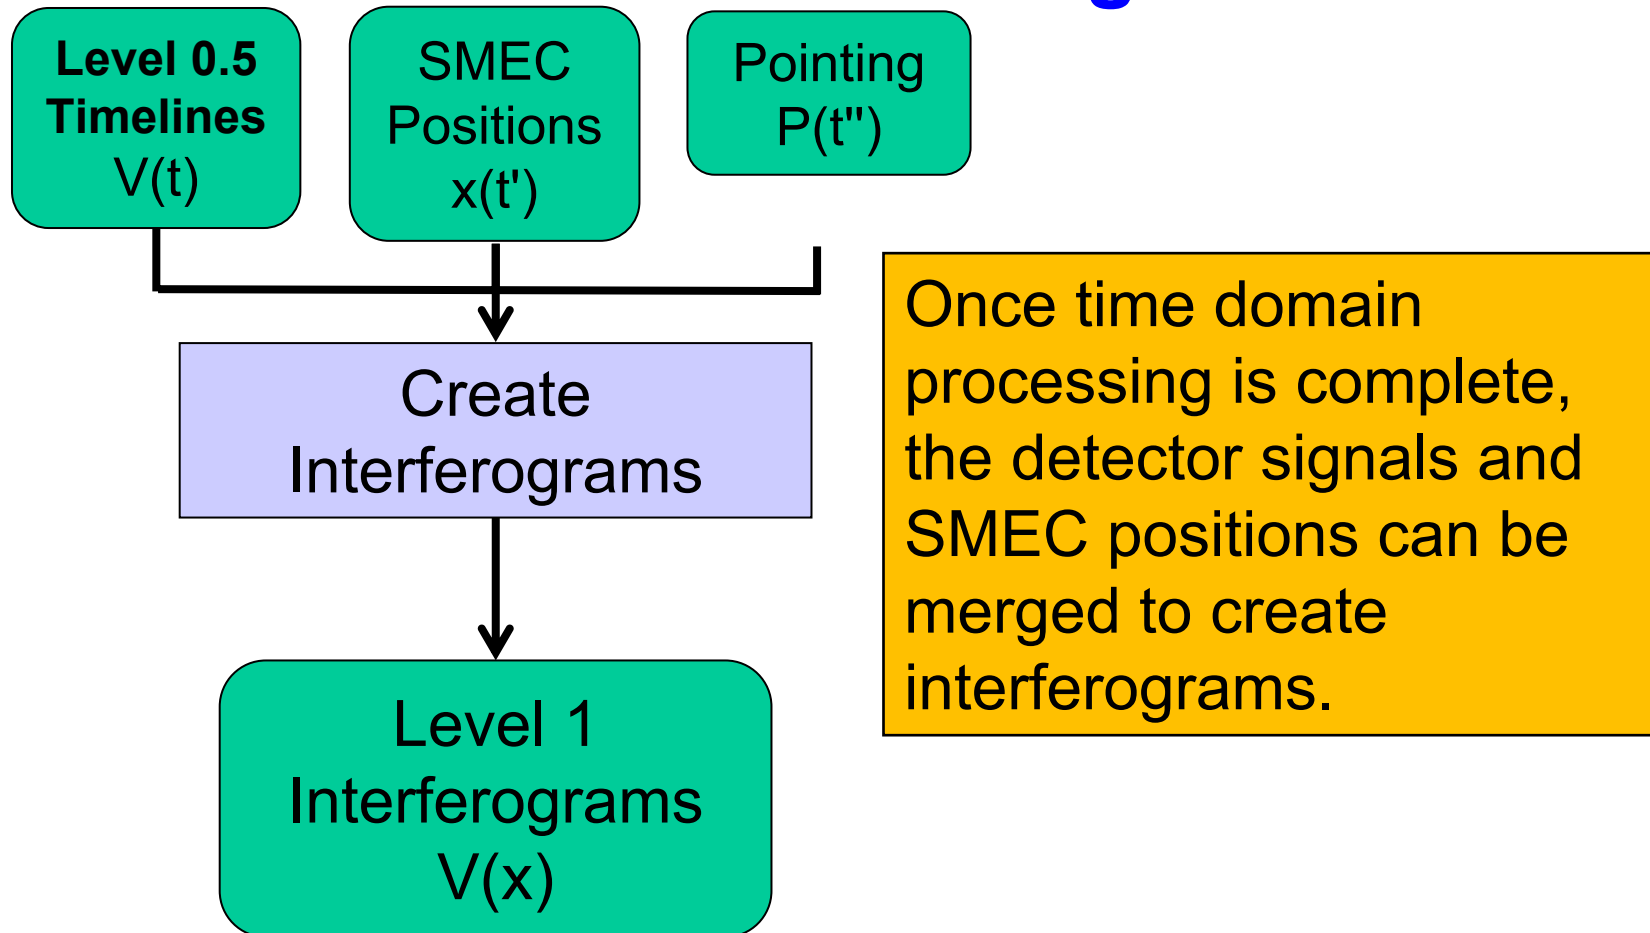 Level 0.5
Timelines
V(t)
SMEC
Positions
x(t')
Pointing
P(t'')
Create
Interferograms
Level 1
Interferograms
V(x)
Once time domain
processing is complete,
the detector signals and
SMEC positions can be
merged to create
interferograms.